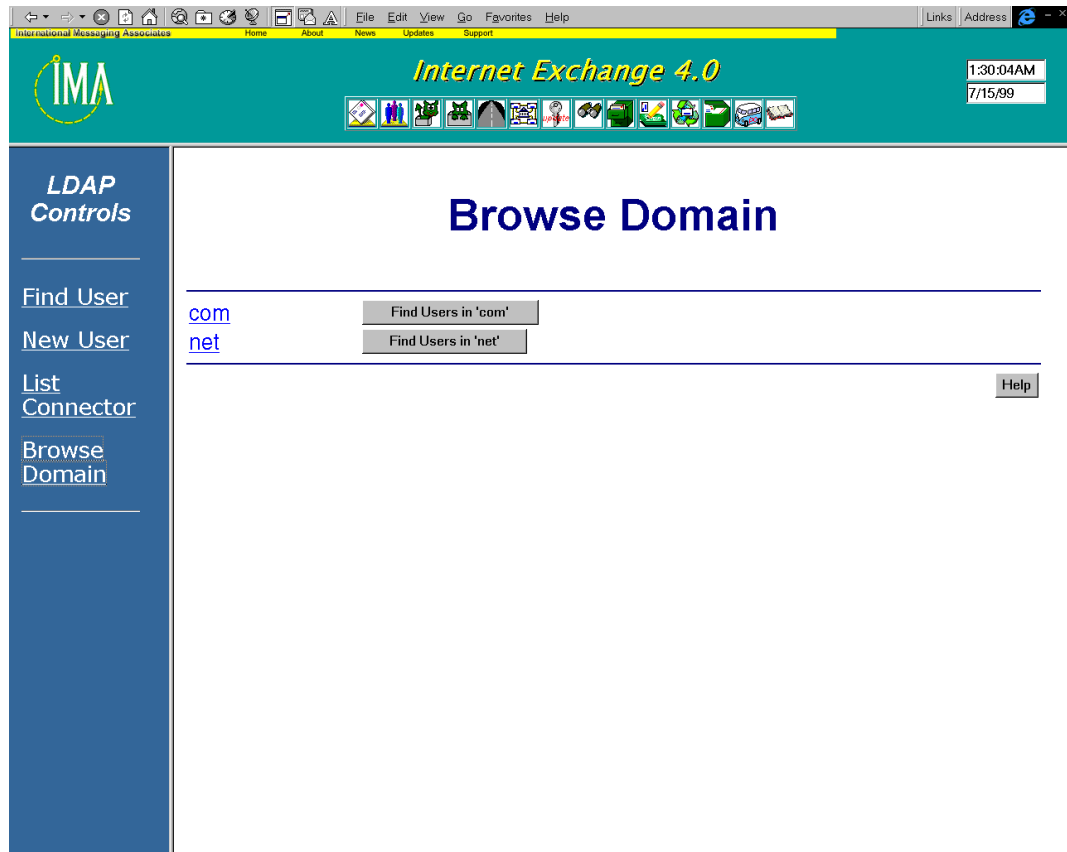 File Edit View Go Favorites Help Links Address
International Messaging Associates Home About News Updates Support
IMA
Internet Exchange 4.0
1:30:04AM
7/15/99
update
LDAP
Controls
Find User
New User
List
Connector
Browse
Domain
Browse Domain
com Find Users in 'com'
net Find Users in 'net'
Help